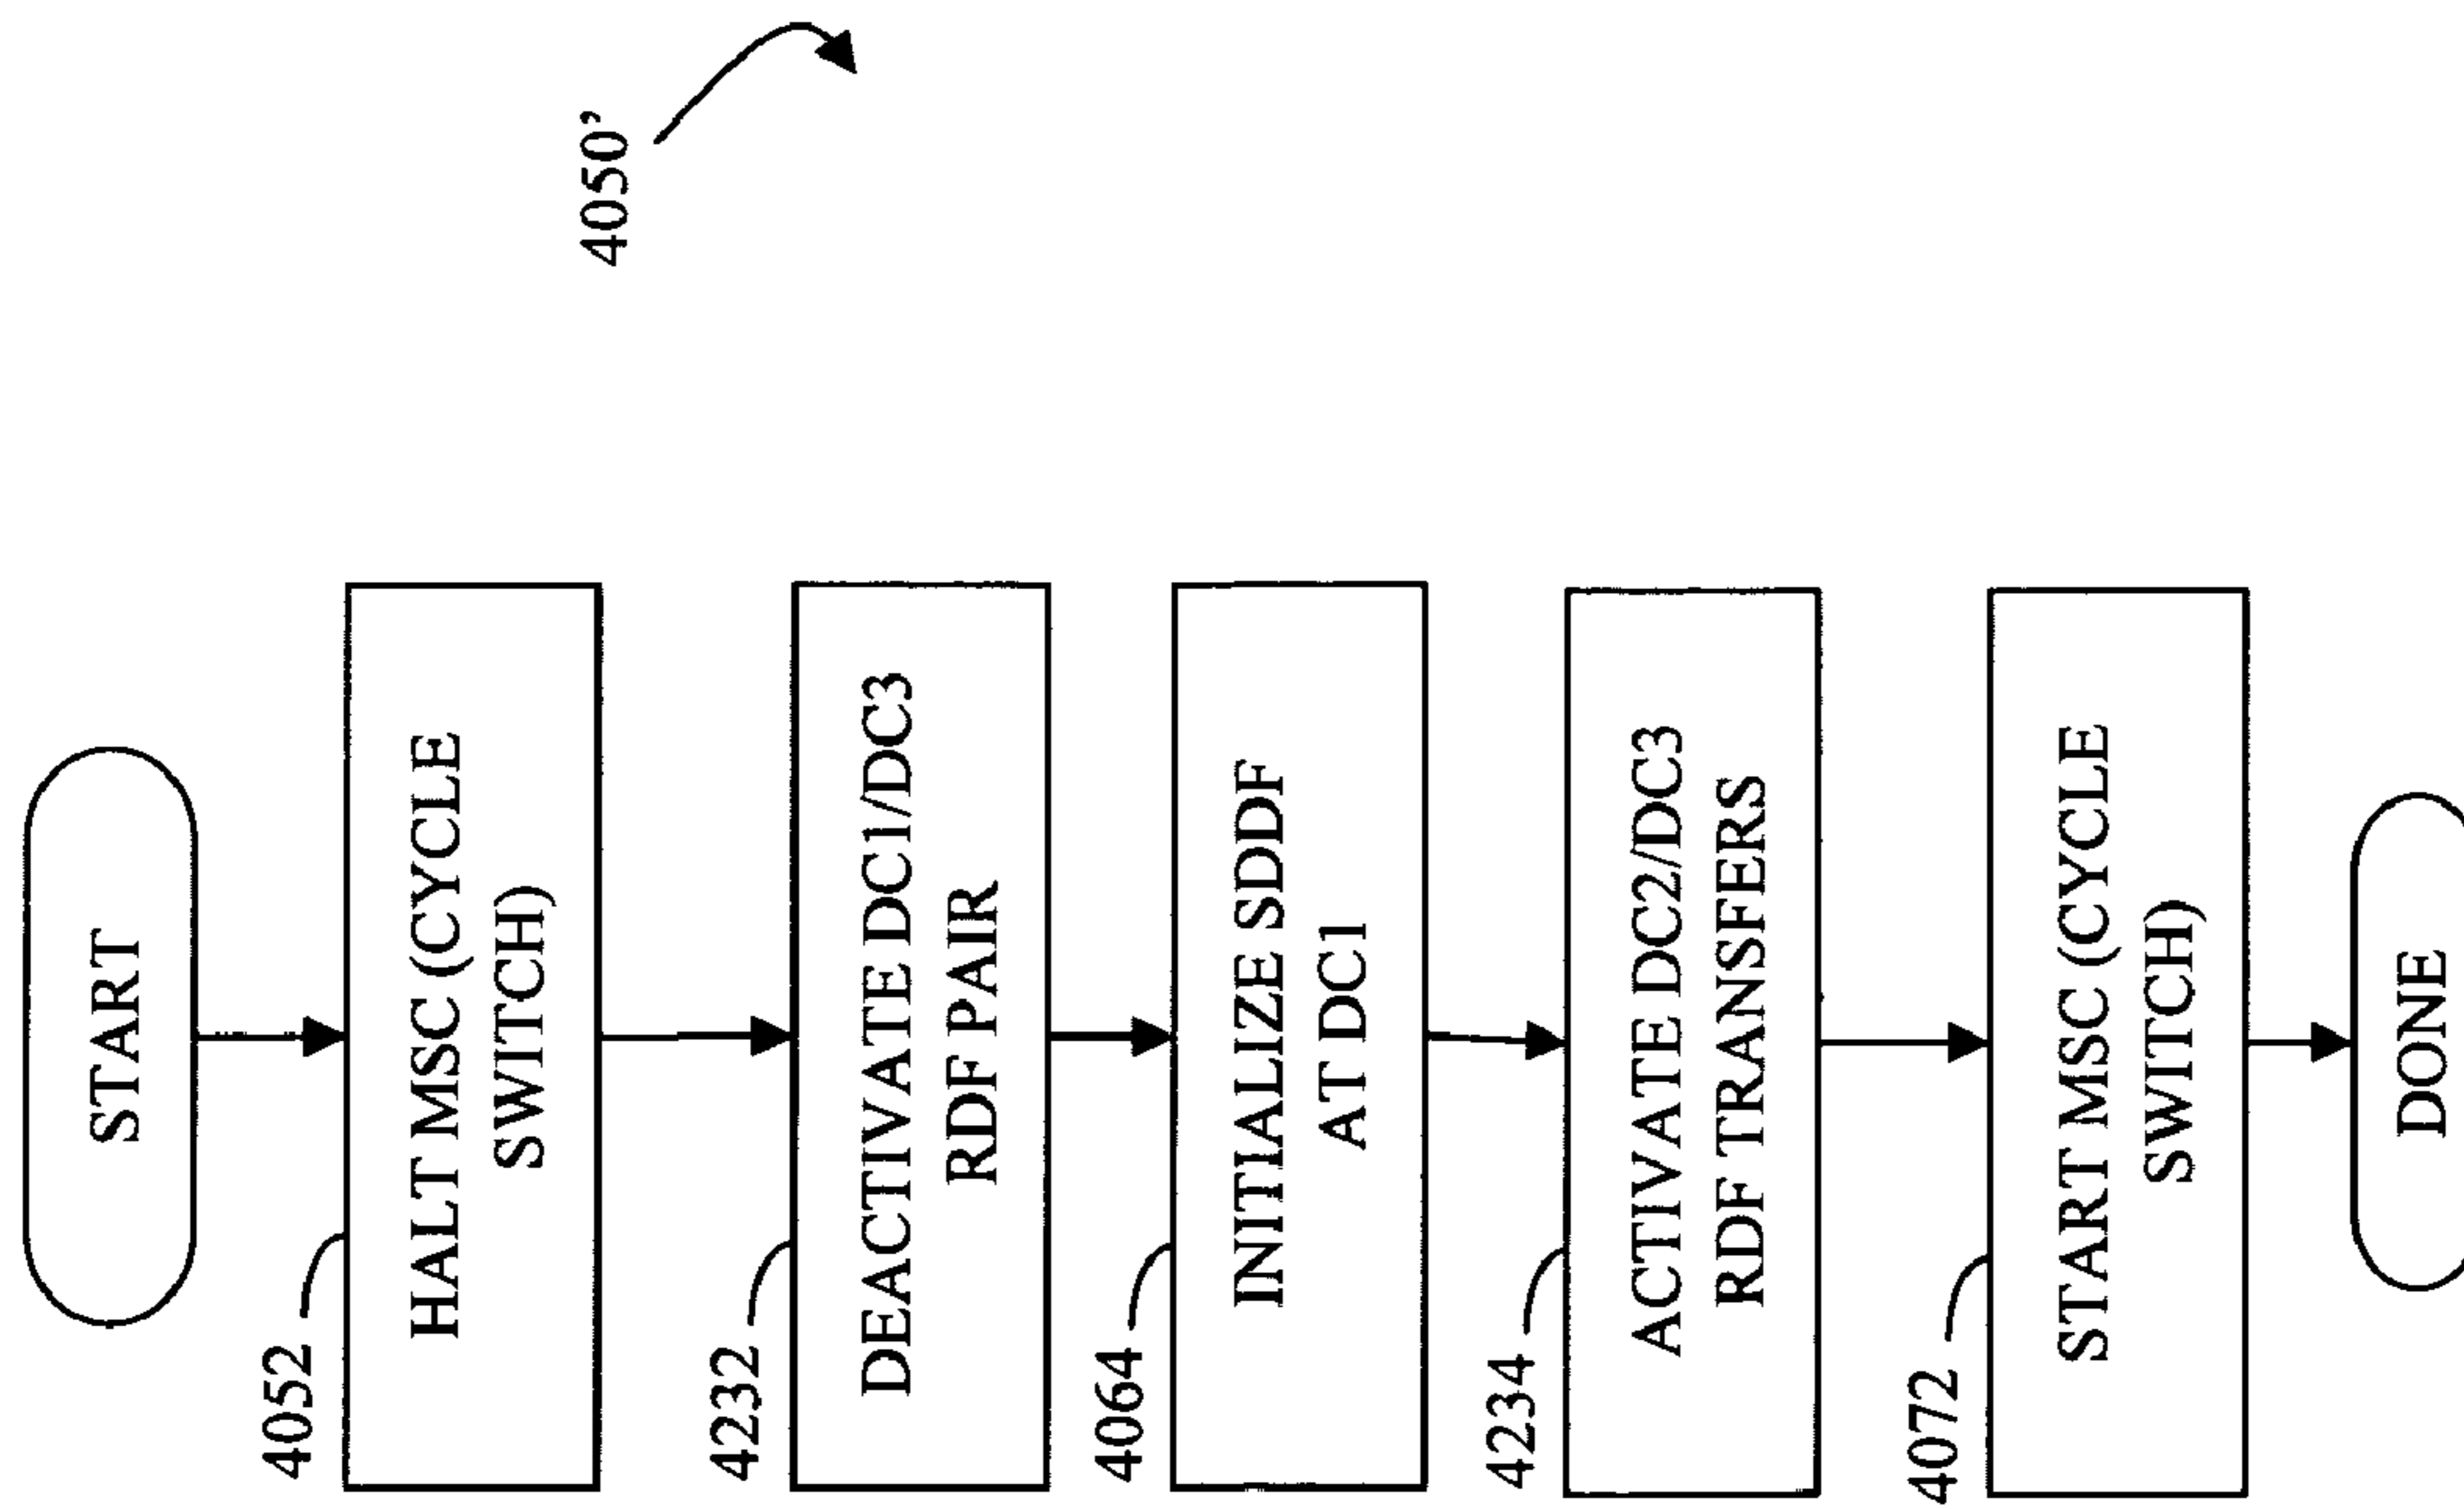 4050’
START
4052
HALT MSC (CYCLE
SWITCH)
4232
DEACTIVATE DC1/DC3
RDF PAIR
4064
INITIALIZE SDDF
AT DC1
4234
ACTIVATE DC2/DC3
RDF TRANSFERS
4072
START MSC (CYCLE
SWITCH)
DONE